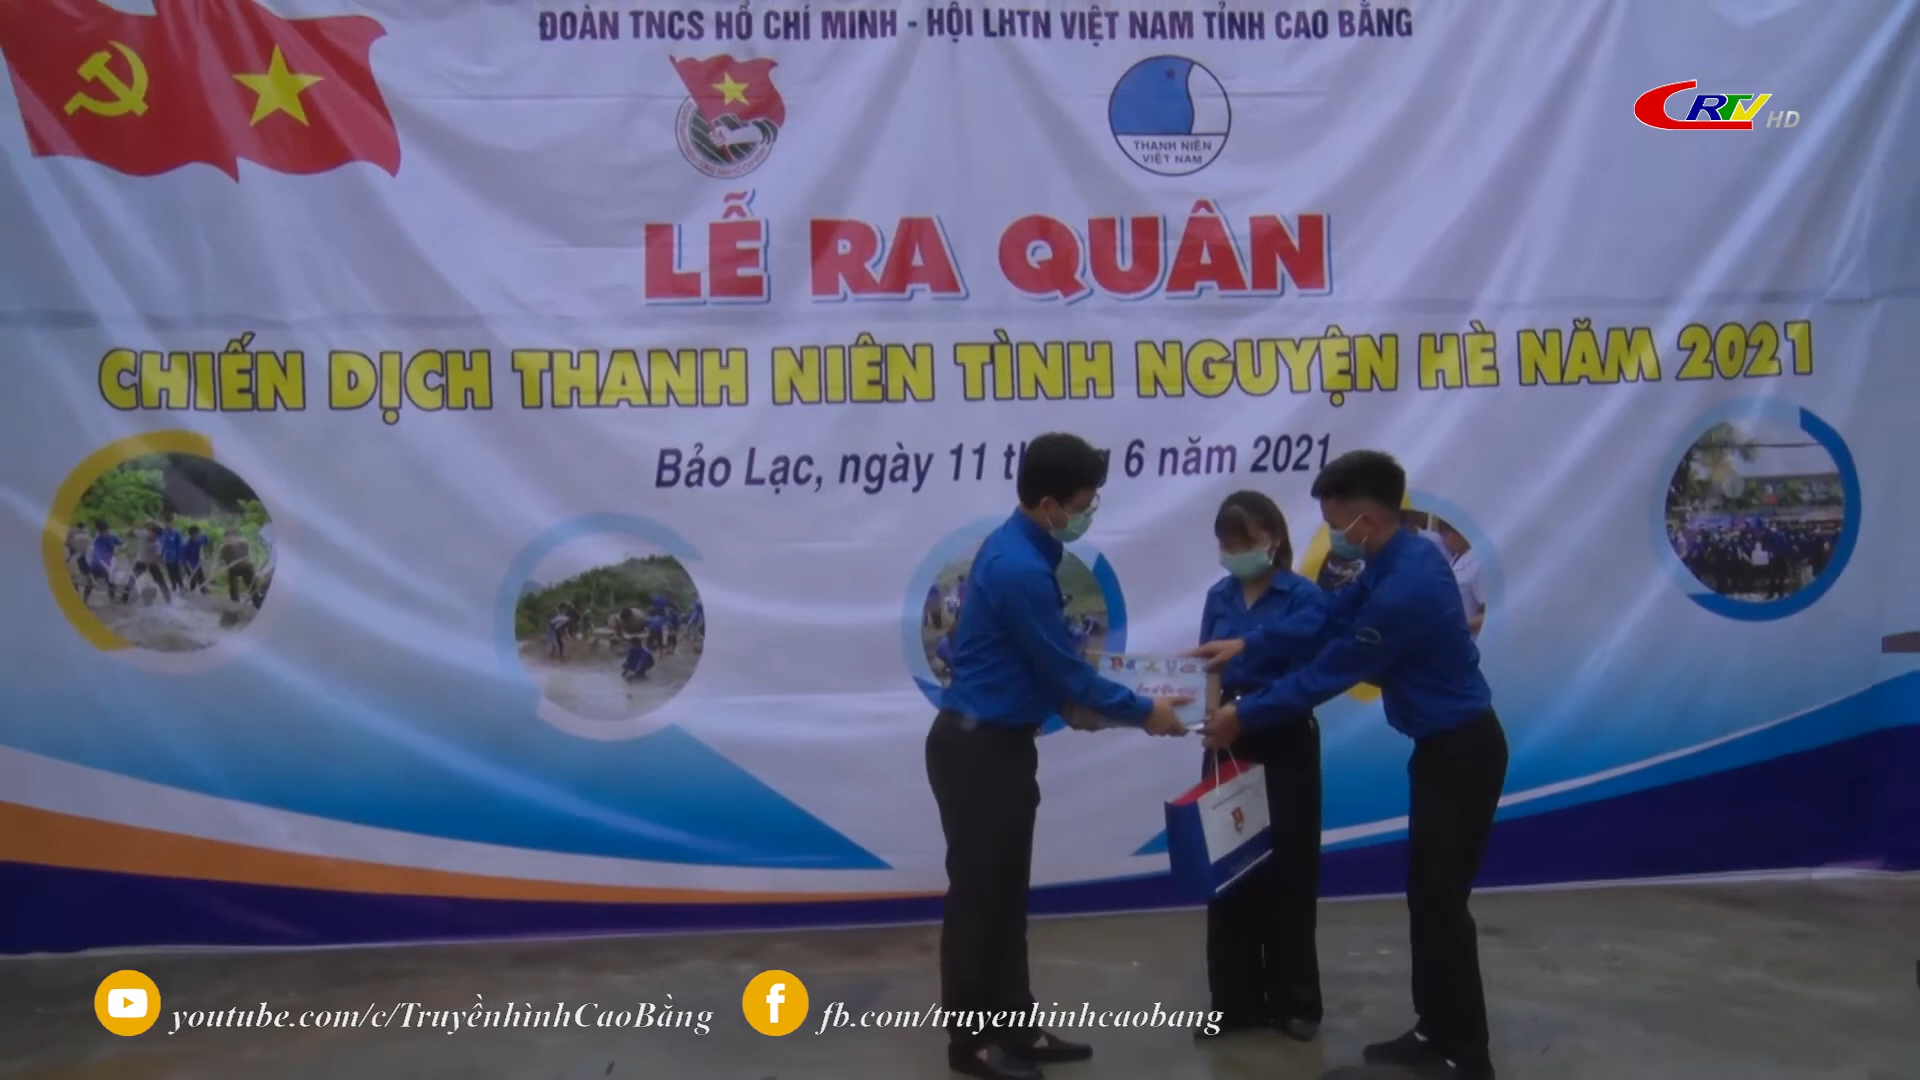 ĐOÀN TNCS HỒ CHÍ MINH - HỘI LHTN VIỆT NAM TỈNH CAO BẰNG
CRTV HD
THANH NIÊN
VIỆT NAM
LỄ RA QUÂN
CHIẾN DỊCH THANH NIÊN TÌNH NGUYỆN HÈ NĂM 2021
Bảo Lạc, ngày 11 6 năm 2021
youtube.com/c/TruyềnhìnhCaoBằng
fb.com/truyenhinhcaobang